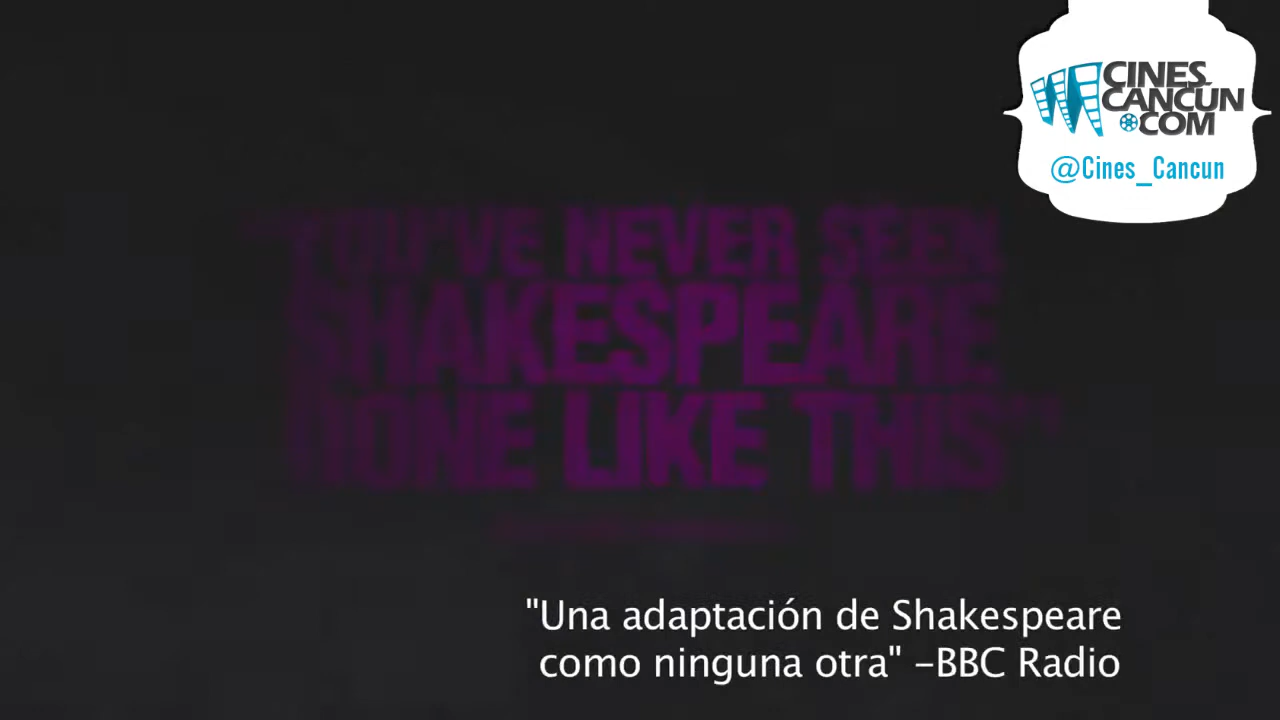 CINES
CANCUN
.COM
@Cines_Cancun
"YOU'VE NEVER SEEN
SHAKESPEARE
DONE LIKE THIS"
"Una adaptación de Shakespeare
como ninguna otra" -BBC Radio